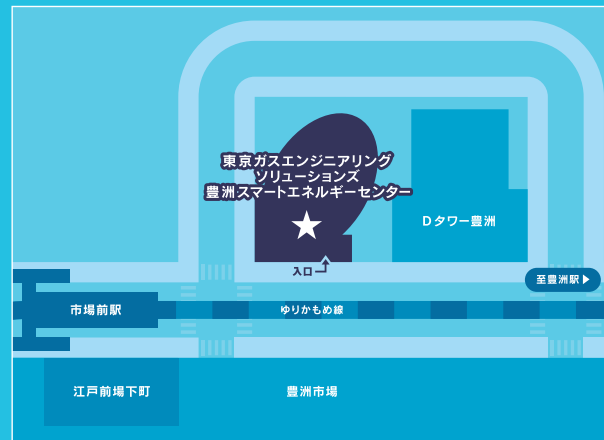 東京ガスエンジニアリング
ソリューションズ
豊洲スマートエネルギーセンター
Dタワー豊洲
入口
至豊洲駅▶
市場前駅
ゆりかもめ線
江戸前場下町
豊洲市場